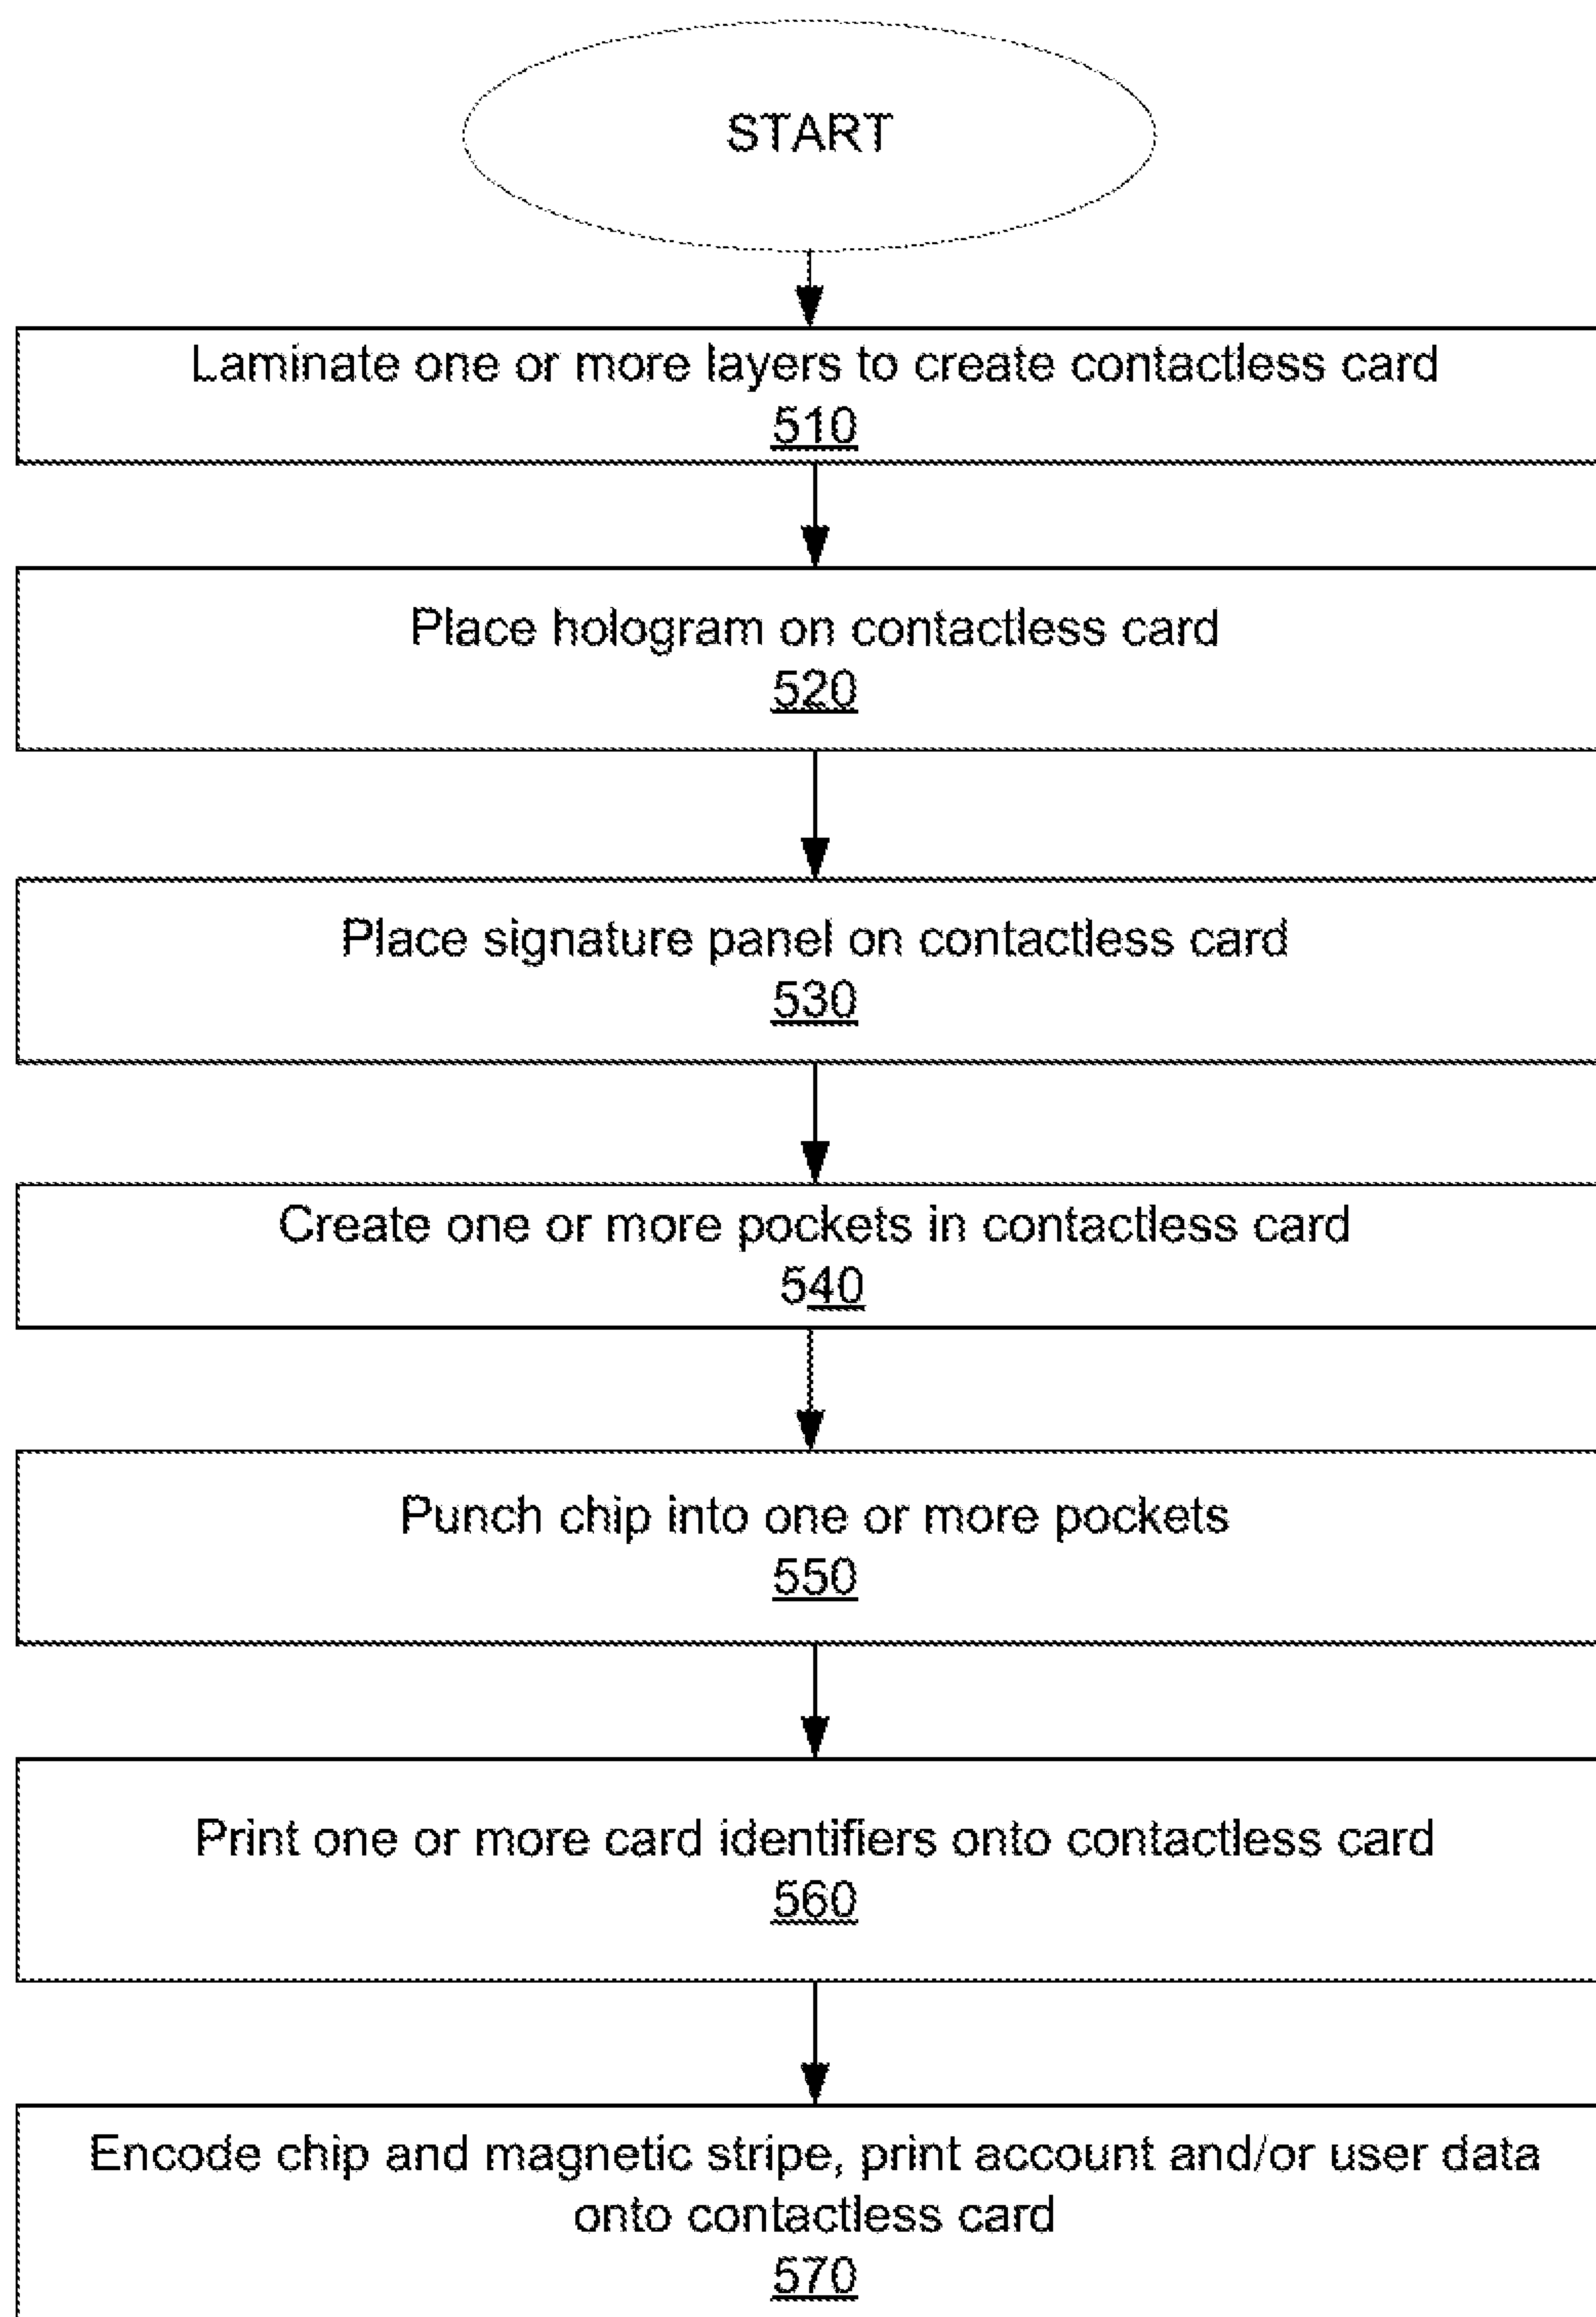 START
Laminate one or more layers to create contactless card
510
Place hologram on contactless card
520
Place signature panel on contactless card
530
Create one or more pockets in contactless card
540
Punch chip into one or more pockets
550
Print one or more card identifiers onto contactless card
560
Encode chip and magnetic stripe, print account and/or user data
onto contactless card
570